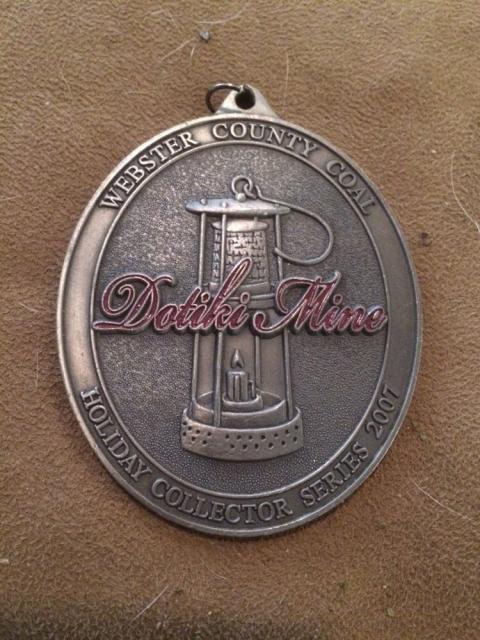 WEBSTER COUNTY COAL
Dotiki Mine
HOLIDAY COLLECTOR SERIES 2007